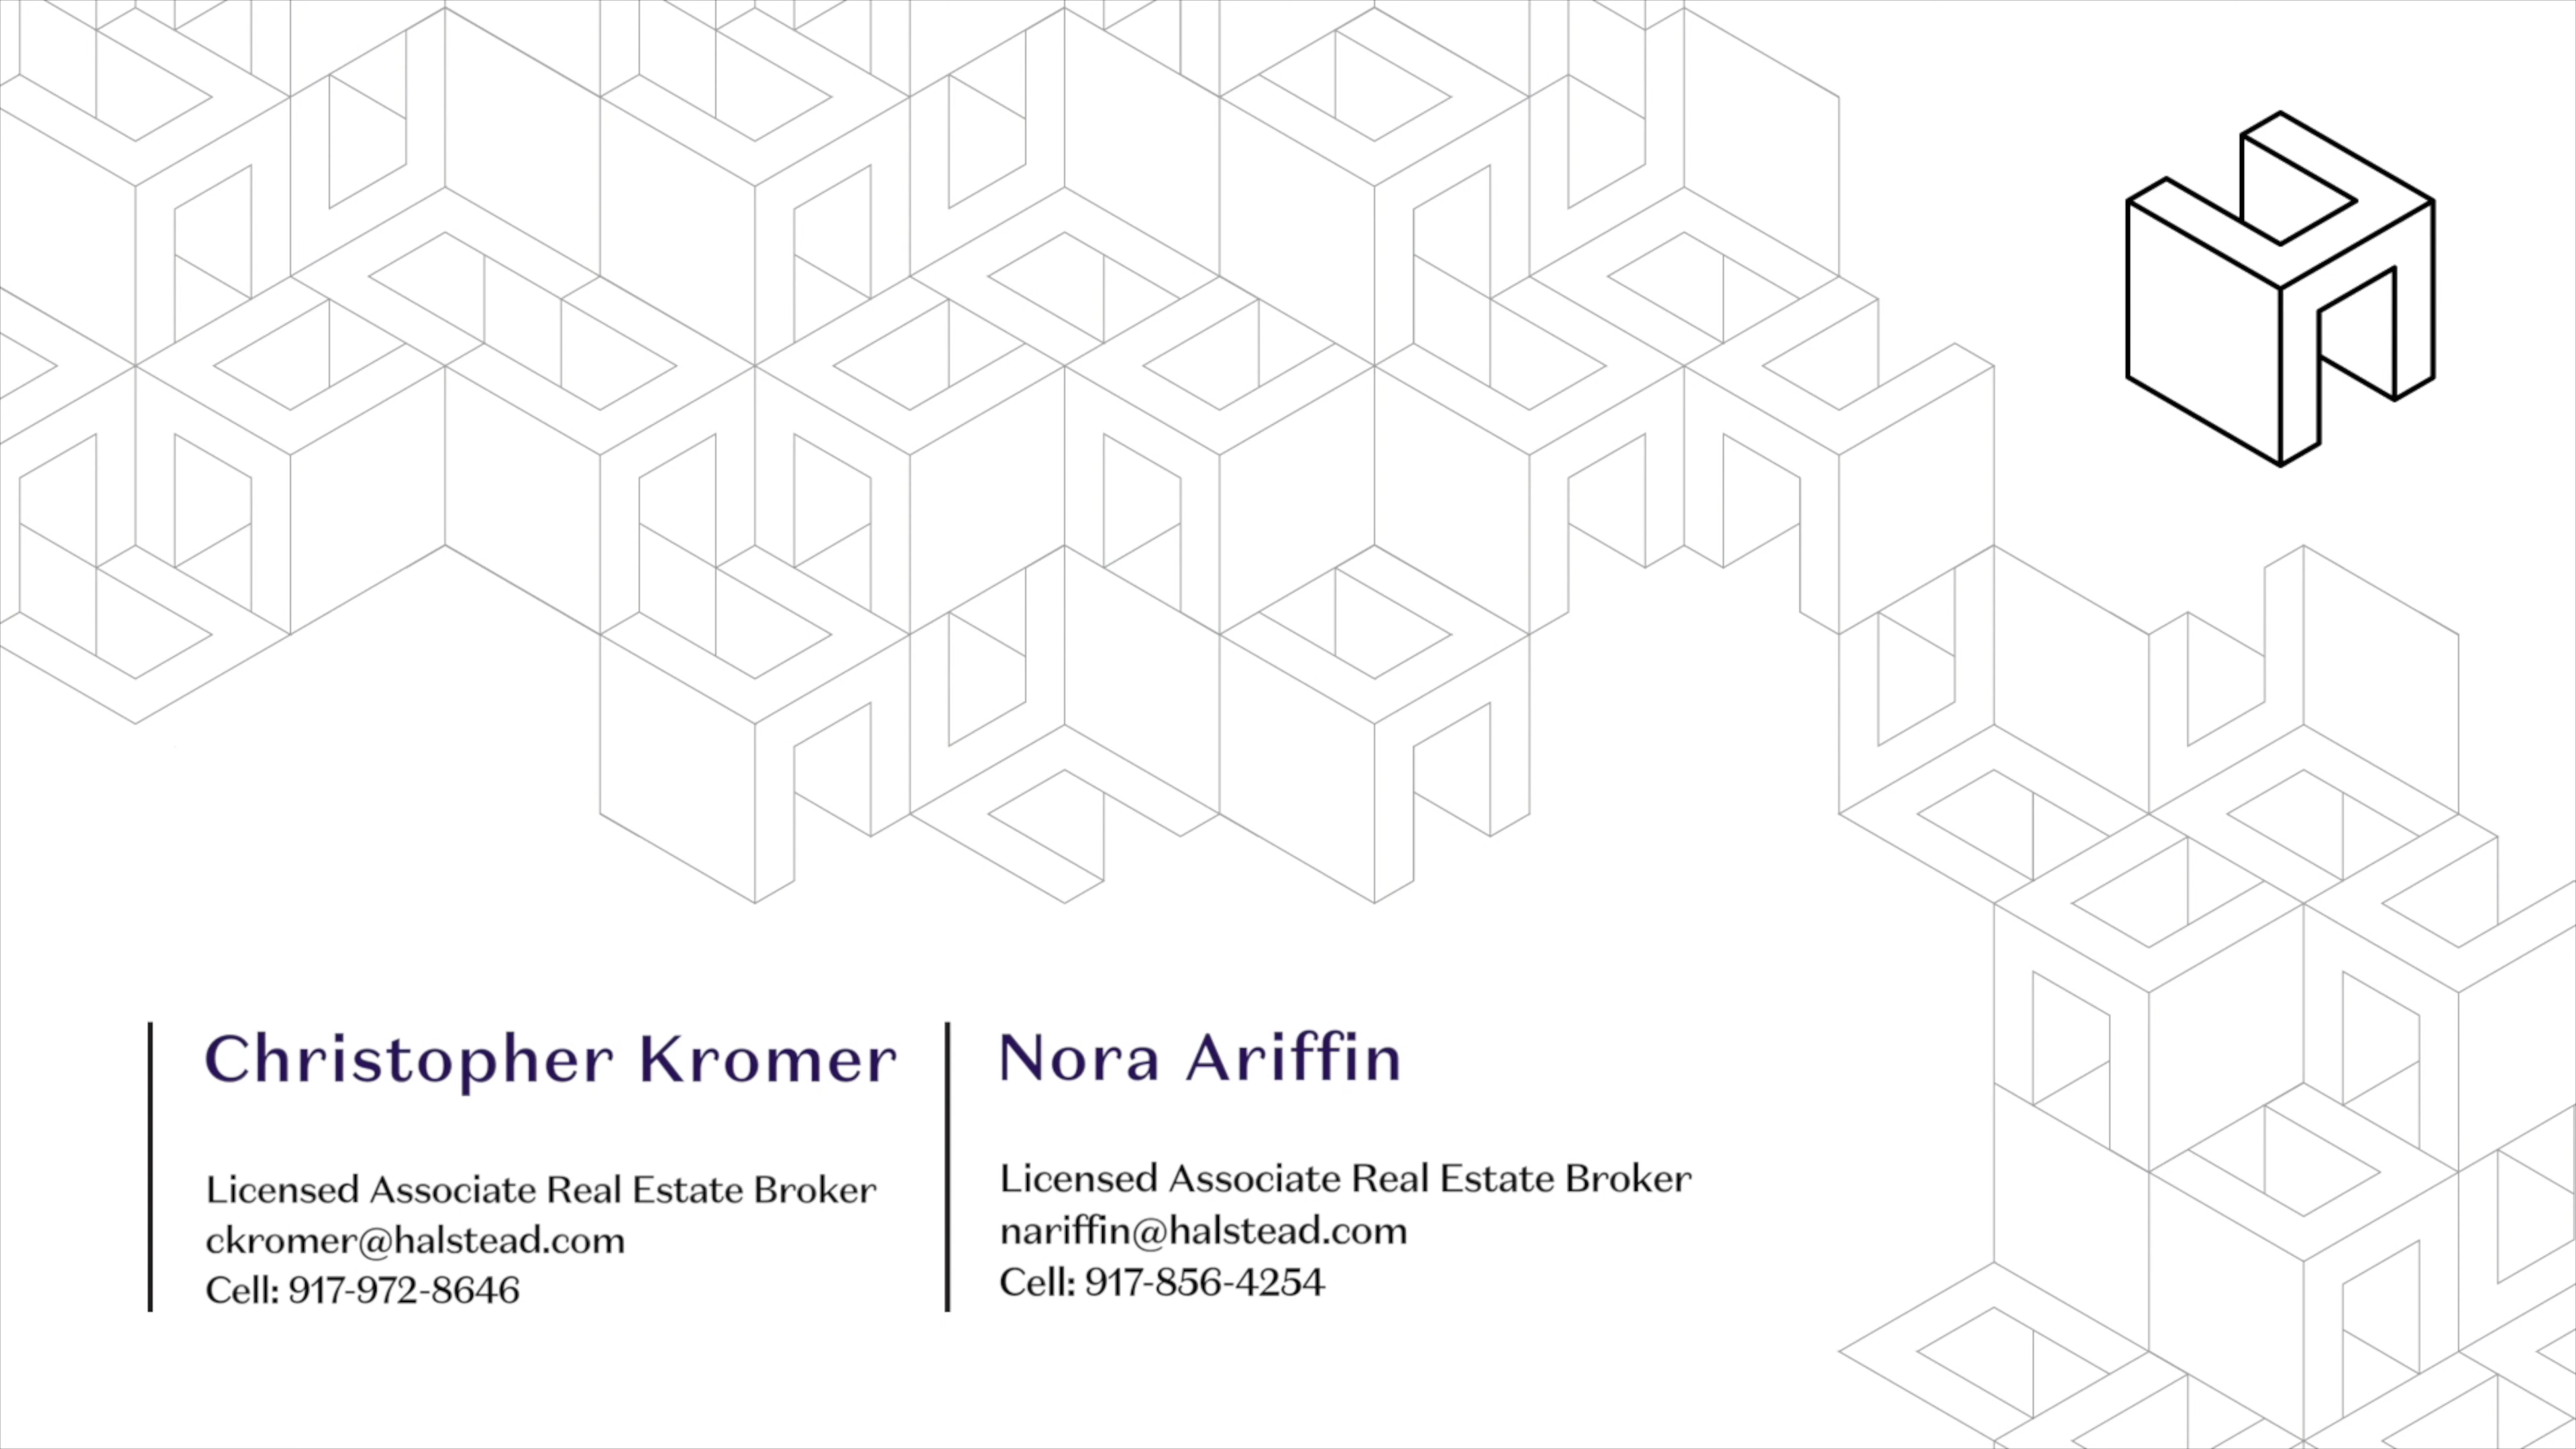 Christopher Kromer
Licensed Associate Real Estate Broker
ckromer@halstead.com
Cell: 917-972-8646
Nora Ariffin
Licensed Associate Real Estate Broker
nariffin@halstead.com
Cell: 917-856-4254